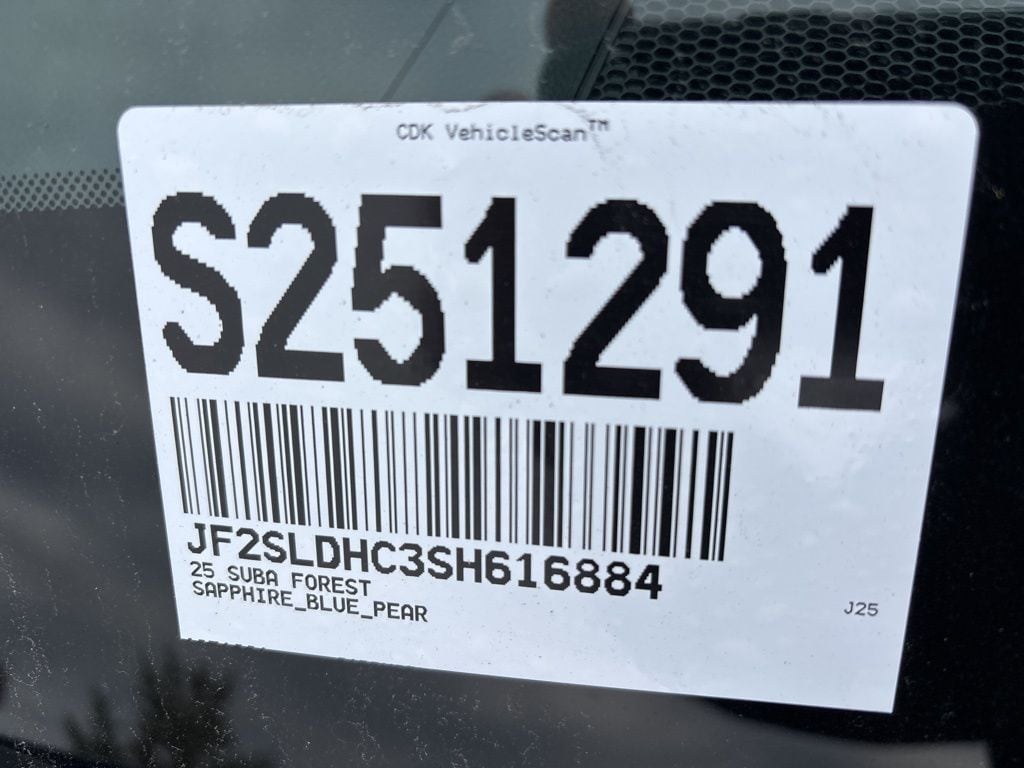 CDK VehicleScan™
S251291
JF2SLDHC3SH616884
25 SUBA FOREST
SAPPHIRE_BLUE_PEAR
J25